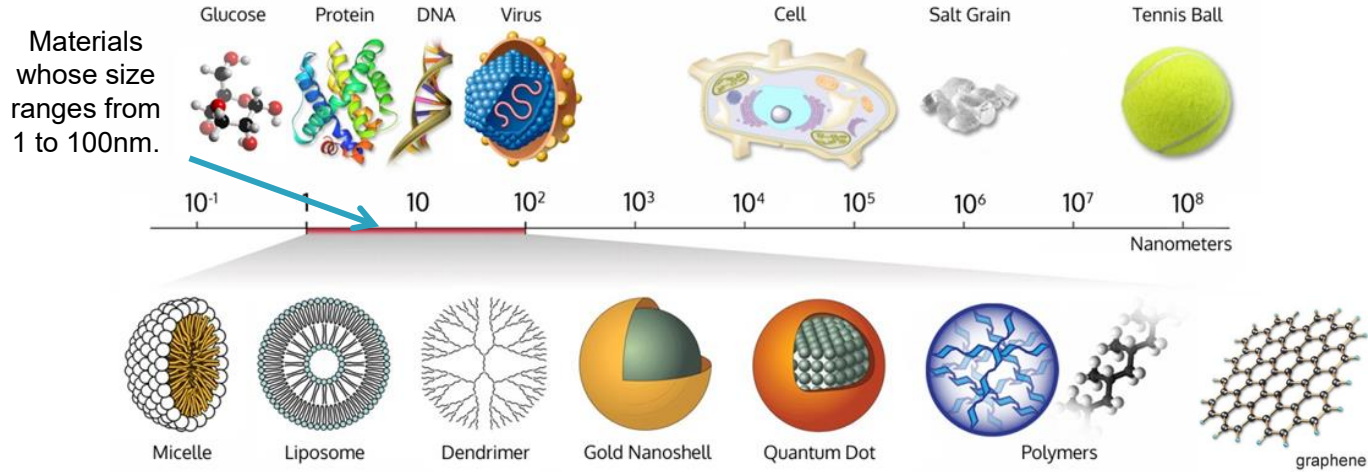 Glucose Protein DNA Virus Cell Salt Grain Tennis Ball
Materials
whose size
ranges from
1 to 100nm.
10⁻¹ 1 10 10² 10³ 10⁴ 10⁵ 10⁶ 10⁷ 10⁸
Nanometers
Micelle Liposome Dendrimer Gold Nanoshell Quantum Dot Polymers graphene